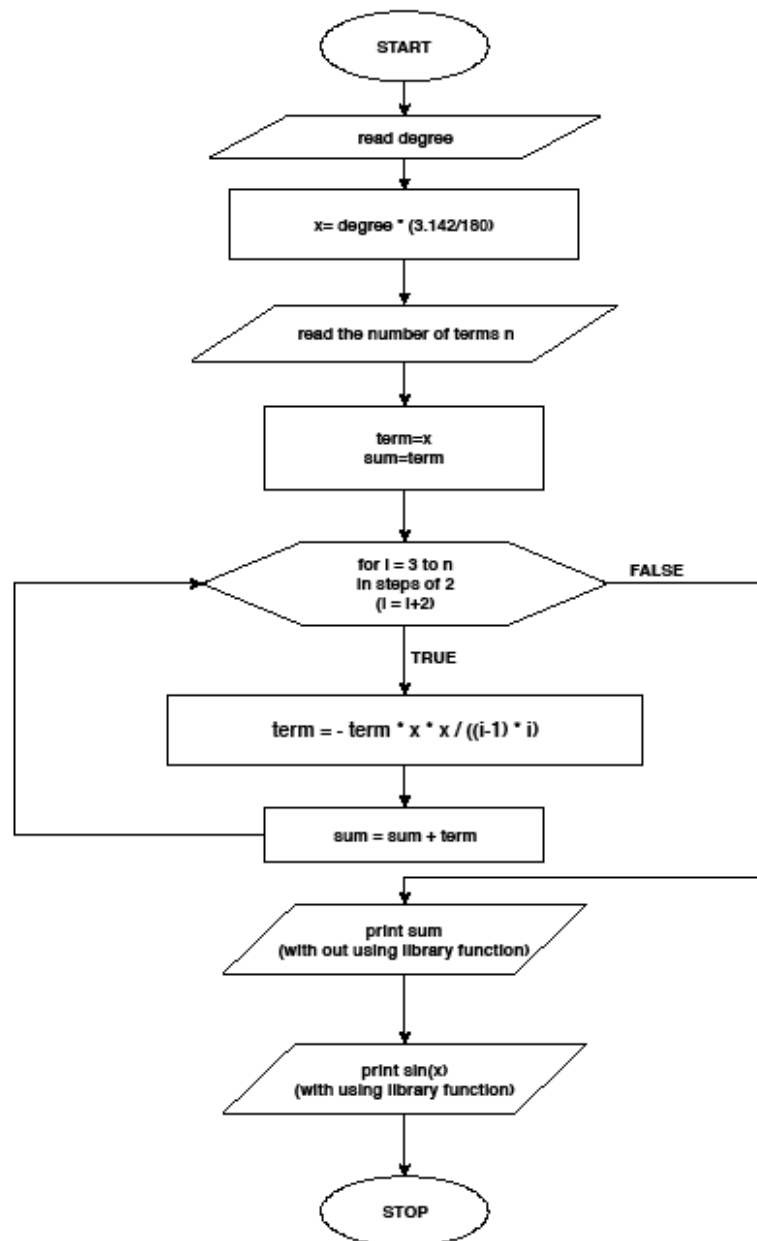 START
read degree
x= degree * (3.142/180)
read the number of terms n
term=x
sum=term
for i = 3 to n
in steps of 2
(i = i+2)
FALSE
TRUE
term = - term * x * x / ((i-1) * i)
sum = sum + term
print sum
(with out using library function)
print sin(x)
(with using library function)
STOP